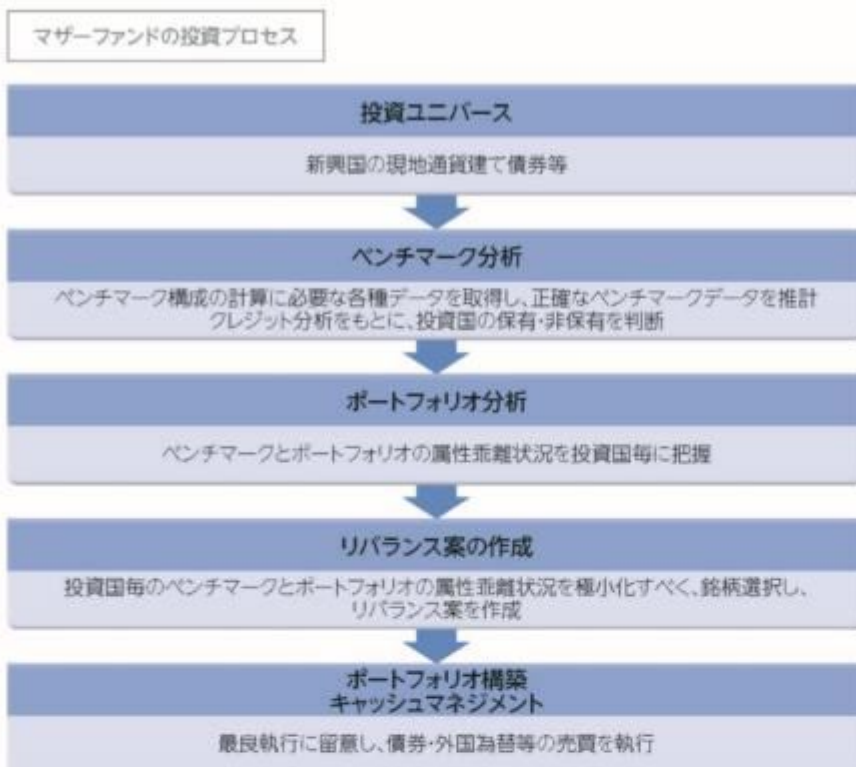 マザーファンドの投資プロセス
投資ユニバース
新興国の現地通貨建て債券等
ベンチマーク分析
ベンチマーク構成の計算に必要な各種データを取得し、正確なベンチマークデータを推計
クレジット分析をもとに、投資国の保有・非保有を判断
ポートフォリオ分析
ベンチマークとポートフォリオの属性乖離状況を投資国毎に把握
リバランス案の作成
投資国毎のベンチマークとポートフォリオの属性乖離状況を極小化すべく、銘柄選択し、
リバランス案を作成
ポートフォリオ構築
キャッシュマネジメント
最良執行に留意し、債券・外国為替等の売買を執行